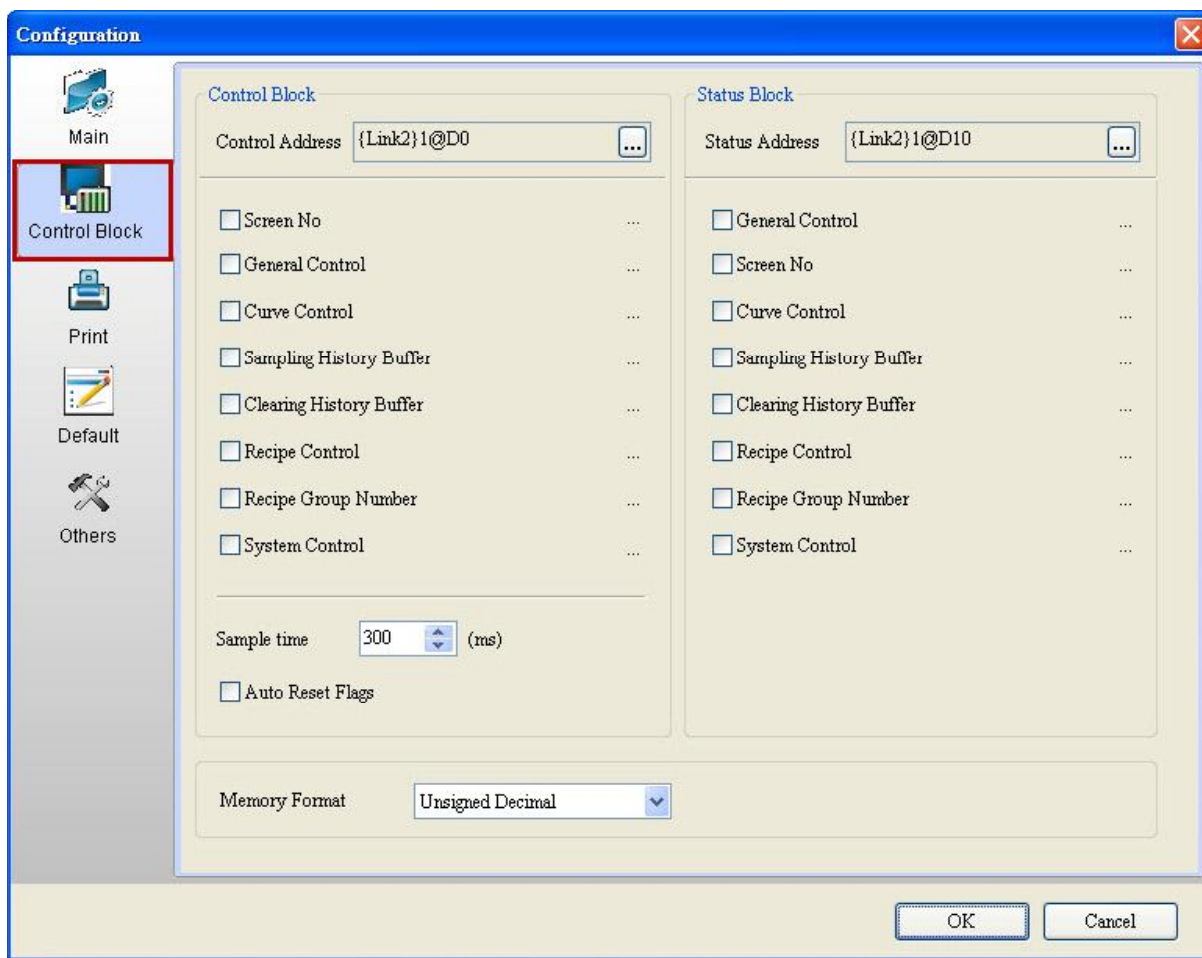 Configuration
Main
Control Block
Print
Default
Others
Control Block
Control Address {Link2}1@D0 ...
Screen No ...
General Control ...
Curve Control ...
Sampling History Buffer ...
Clearing History Buffer ...
Recipe Control ...
Recipe Group Number ...
System Control ...
Sample time 300 (ms)
Auto Reset Flags
Status Block
Status Address {Link2}1@D10 ...
General Control ...
Screen No ...
Curve Control ...
Sampling History Buffer ...
Clearing History Buffer ...
Recipe Control ...
Recipe Group Number ...
System Control ...
Memory Format Unsigned Decimal
OK Cancel